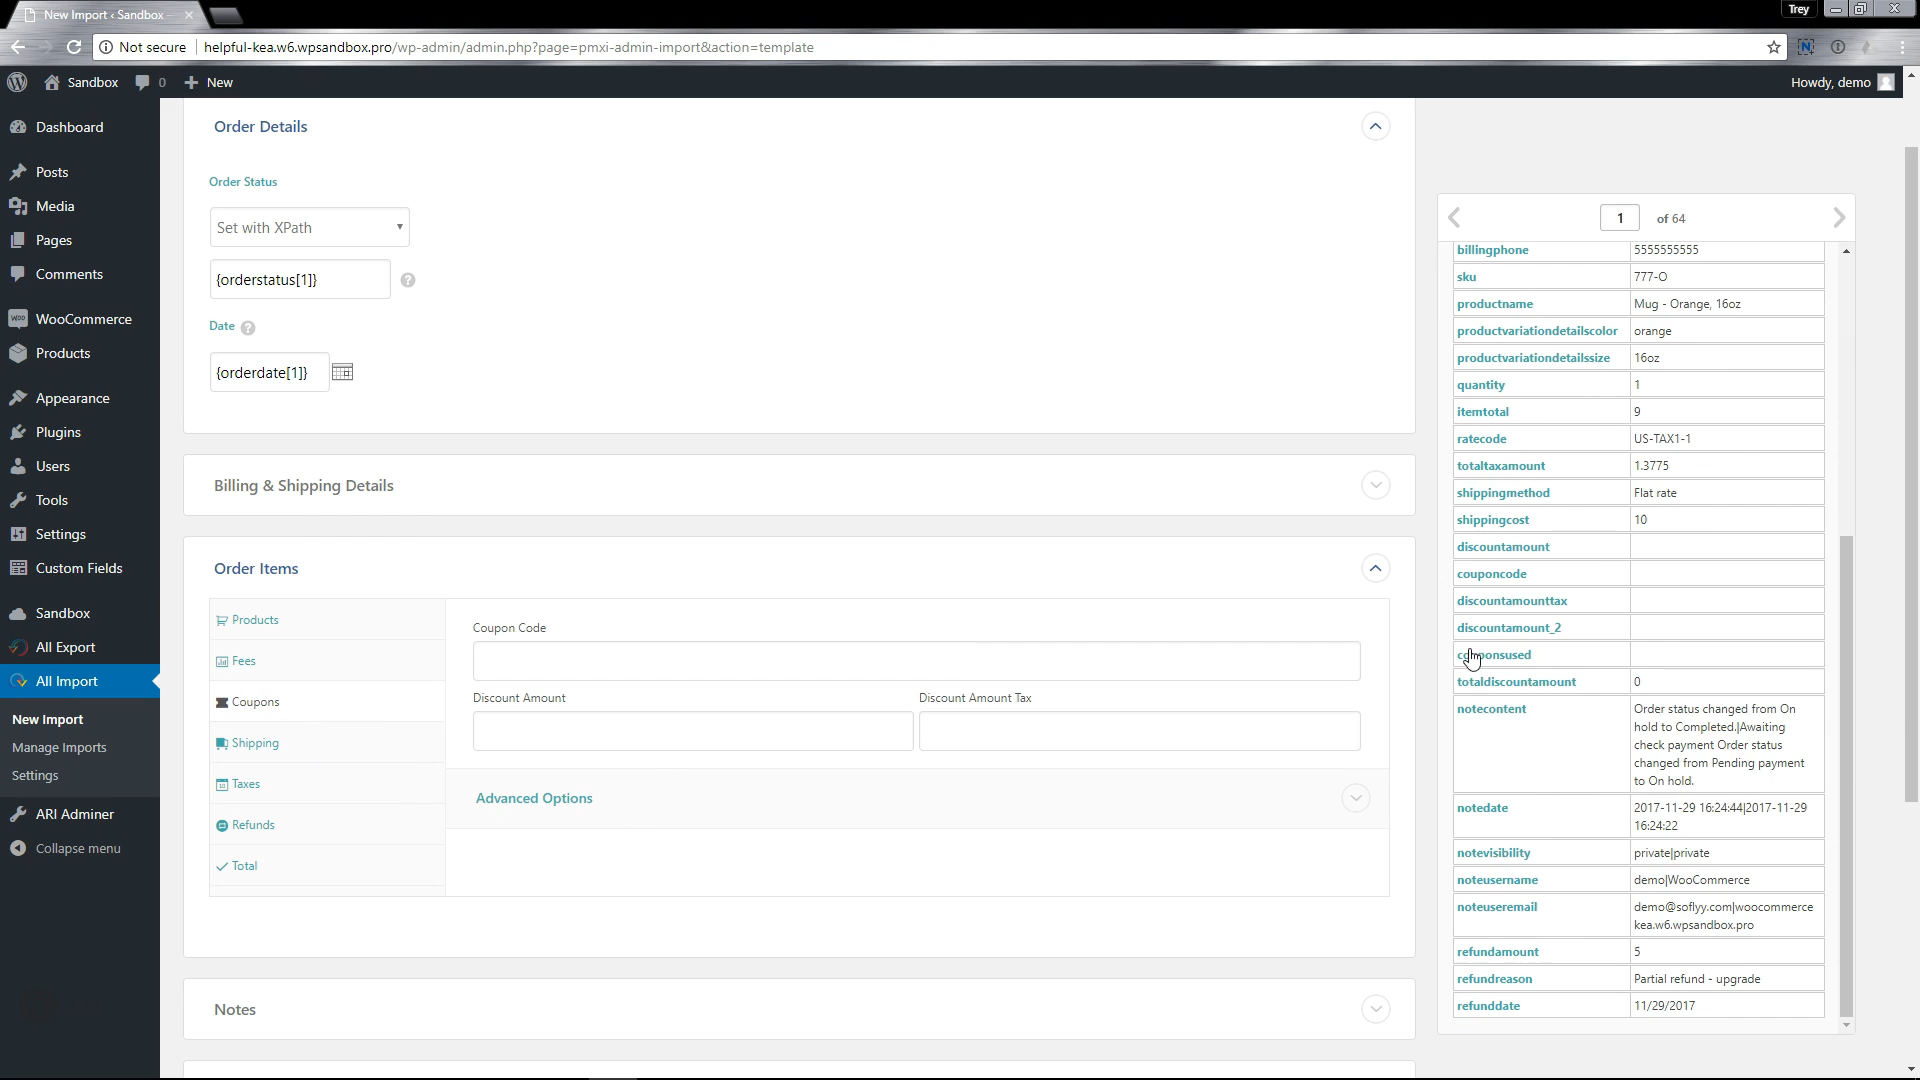 New Import ‹ Sandbox
Trey
Not secure
helpful-kea.w6.wpsandbox.pro/wp-admin/admin.php?page=pmxi-admin-import&action=template
Sandbox
0
New
Howdy, demo
Dashboard
Posts
Media
Pages
Comments
WooCommerce
Products
Appearance
Plugins
Users
Tools
Settings
Custom Fields
Sandbox
All Export
All Import
New Import
Manage Imports
Settings
ARI Adminer
Collapse menu
Order Details
Order Status
Set with XPath
{orderstatus[1]}
Date
{orderdate[1]}
Billing & Shipping Details
Order Items
Products
Fees
Coupons
Shipping
Taxes
Refunds
Total
Coupon Code
Discount Amount
Discount Amount Tax
Advanced Options
Notes
1 of 64
billingphone 5555555555
sku 777-O
productname Mug - Orange, 16oz
productvariationdetailscolor orange
productvariationdetailssize 16oz
quantity 1
itemtotal 9
ratecode US-TAX1-1
totaltaxamount 1.3775
shippingmethod Flat rate
shippingcost 10
discountamount
couponcode
discountamounttax
discountamount_2
couponsused
totaldiscountamount 0
notecontent Order status changed from On
hold to Completed.|Awaiting
check payment Order status
changed from Pending payment
to On hold.
notedate 2017-11-29 16:24:44|2017-11-29
16:24:22
notevisibility private|private
noteusername demo|WooCommerce
noteuseremail demo@soflyy.com|woocommerce
kea.w6.wpsandbox.pro
refundamount 5
refundreason Partial refund - upgrade
refunddate 11/29/2017